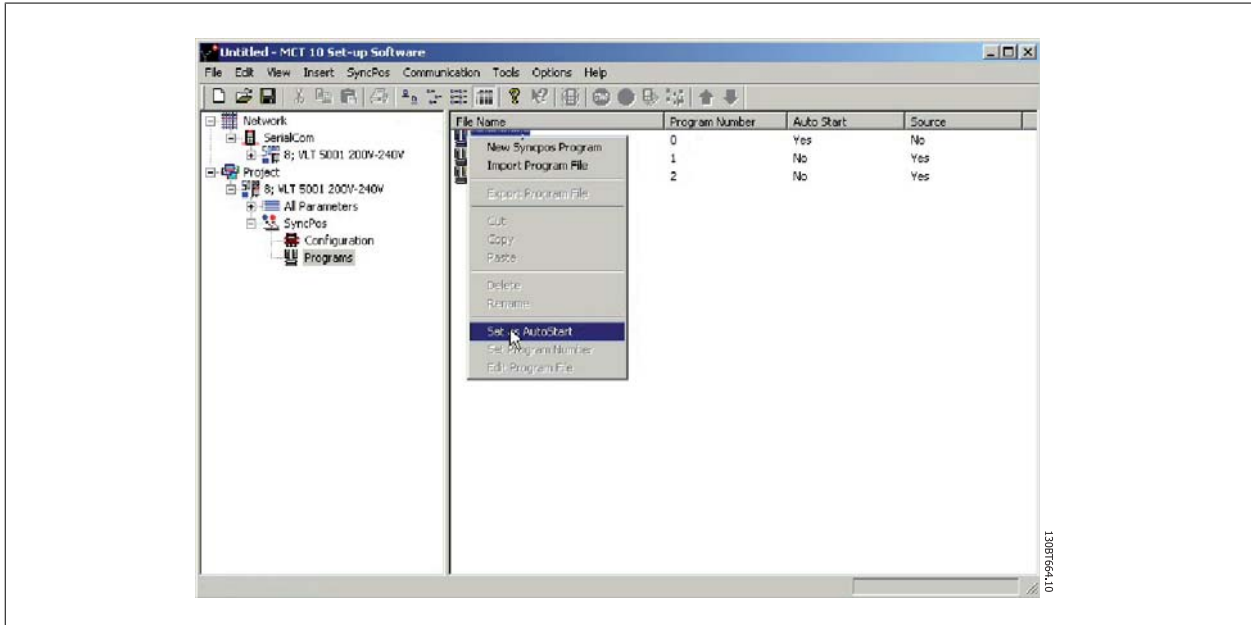 Untitled - MCT 10 Set-up Software
File Edit View Insert SyncPos Communication Tools Options Help
Network
SerialCom
8; VLT 5001 200V-240V
Project
8; VLT 5001 200V-240V
All Parameters
SyncPos
Configuration
Programs
File Name Program Number Auto Start Source
0 Yes No
1 No Yes
2 No Yes
New Syncpos Program
Import Program File
Export Program File
Cut
Copy
Paste
Delete
Rename
Set as AutoStart
Set Program Number
Edit Program File
130BT664.10